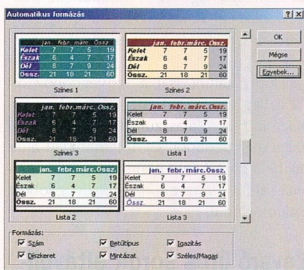 Automatikus formázás
jan. febr. márc. Össz.
Kelet 7 7 5 19
Észak 6 4 7 17
Dél 8 7 9 24
Össz. 21 18 21 60
Színes 1
jan. febr. márc. Össz.
Kelet 7 7 5 19
Észak 6 4 7 17
Dél 8 7 9 24
Össz. 21 18 21 60
Színes 2
jan. febr. márc. Össz.
Kelet 7 7 5 19
Észak 6 4 7 17
Dél 8 7 9 24
Össz. 21 18 21 60
Színes 3
jan. febr. márc. Össz.
Kelet 7 7 5 19
Észak 6 4 7 17
Dél 8 7 9 24
Össz. 21 18 21 60
Lista 1
jan. febr. márc. Össz.
Kelet 7 7 5 19
Észak 6 4 7 17
Dél 8 7 9 24
Össz. 21 18 21 60
Lista 2
jan. febr. márc. Össz.
Kelet 7 7 5 19
Észak 6 4 7 17
Dél 8 7 9 24
Össz. 21 18 21 60
Lista 3
OK
Mégse
Egyebek...
Formázás:
Szám
Betűtípus
Igazítás
Díszkeret
Mintázat
Széles/Magas